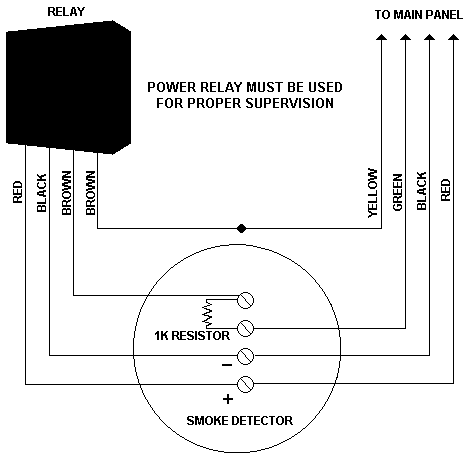 RELAY
TO MAIN PANEL
POWER RELAY MUST BE USED
FOR PROPER SUPERVISION
RED
BLACK
BROWN
BROWN
YELLOW
GREEN
BLACK
RED
1K RESISTOR
−
+
SMOKE DETECTOR